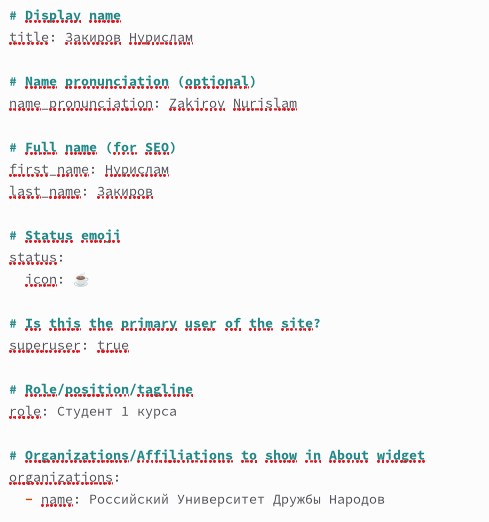 # Display name
title: Закиров Нурислам
# Name pronunciation (optional)
name_pronunciation: Zakirov Nurislam
# Full name (for SEO)
first_name: Нурислам
last_name: Закиров
# Status emoji
status:
icon: ☕
# Is this the primary user of the site?
superuser: true
# Role/position/tagline
role: Студент 1 курса
# Organizations/Affiliations to show in About widget
organizations:
- name: Российский Университет Дружбы Народов